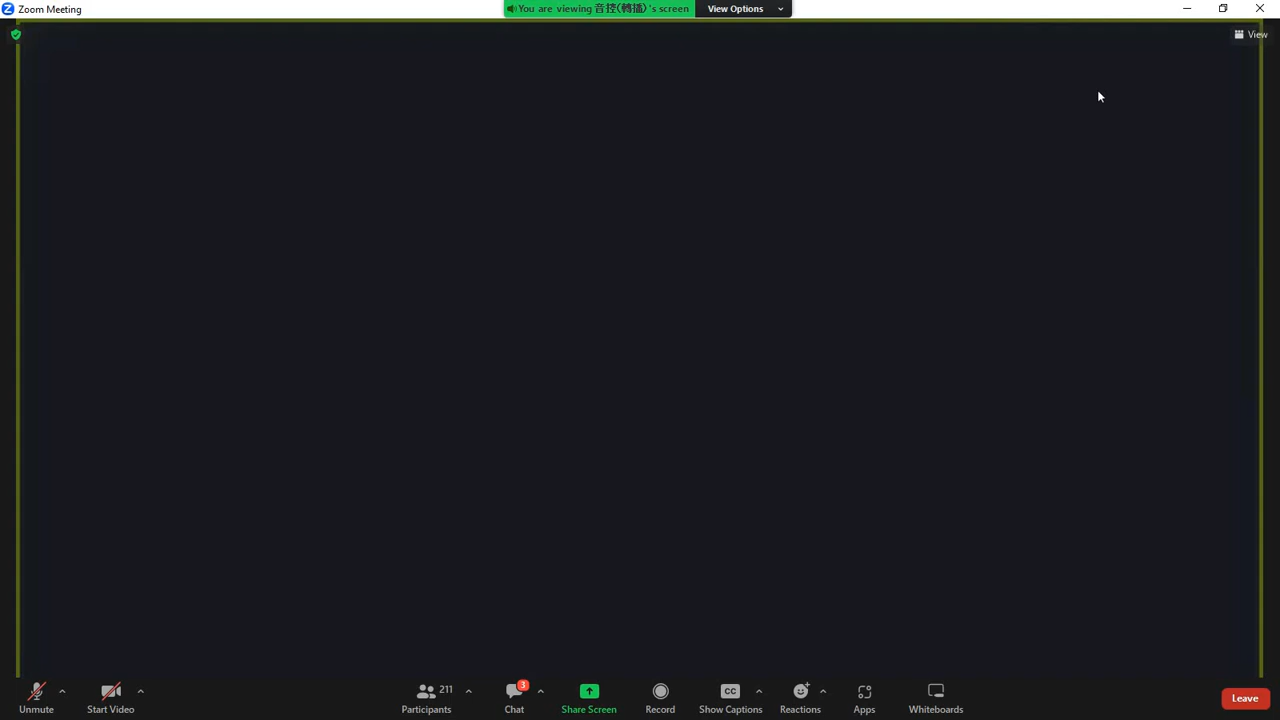 Zoom Meeting
You are viewing 音控(轉播)'s screen
View Options
View
Unmute
Start Video
211
Participants
3
Chat
Share Screen
Record
CC
Show Captions
Reactions
Apps
Whiteboards
Leave